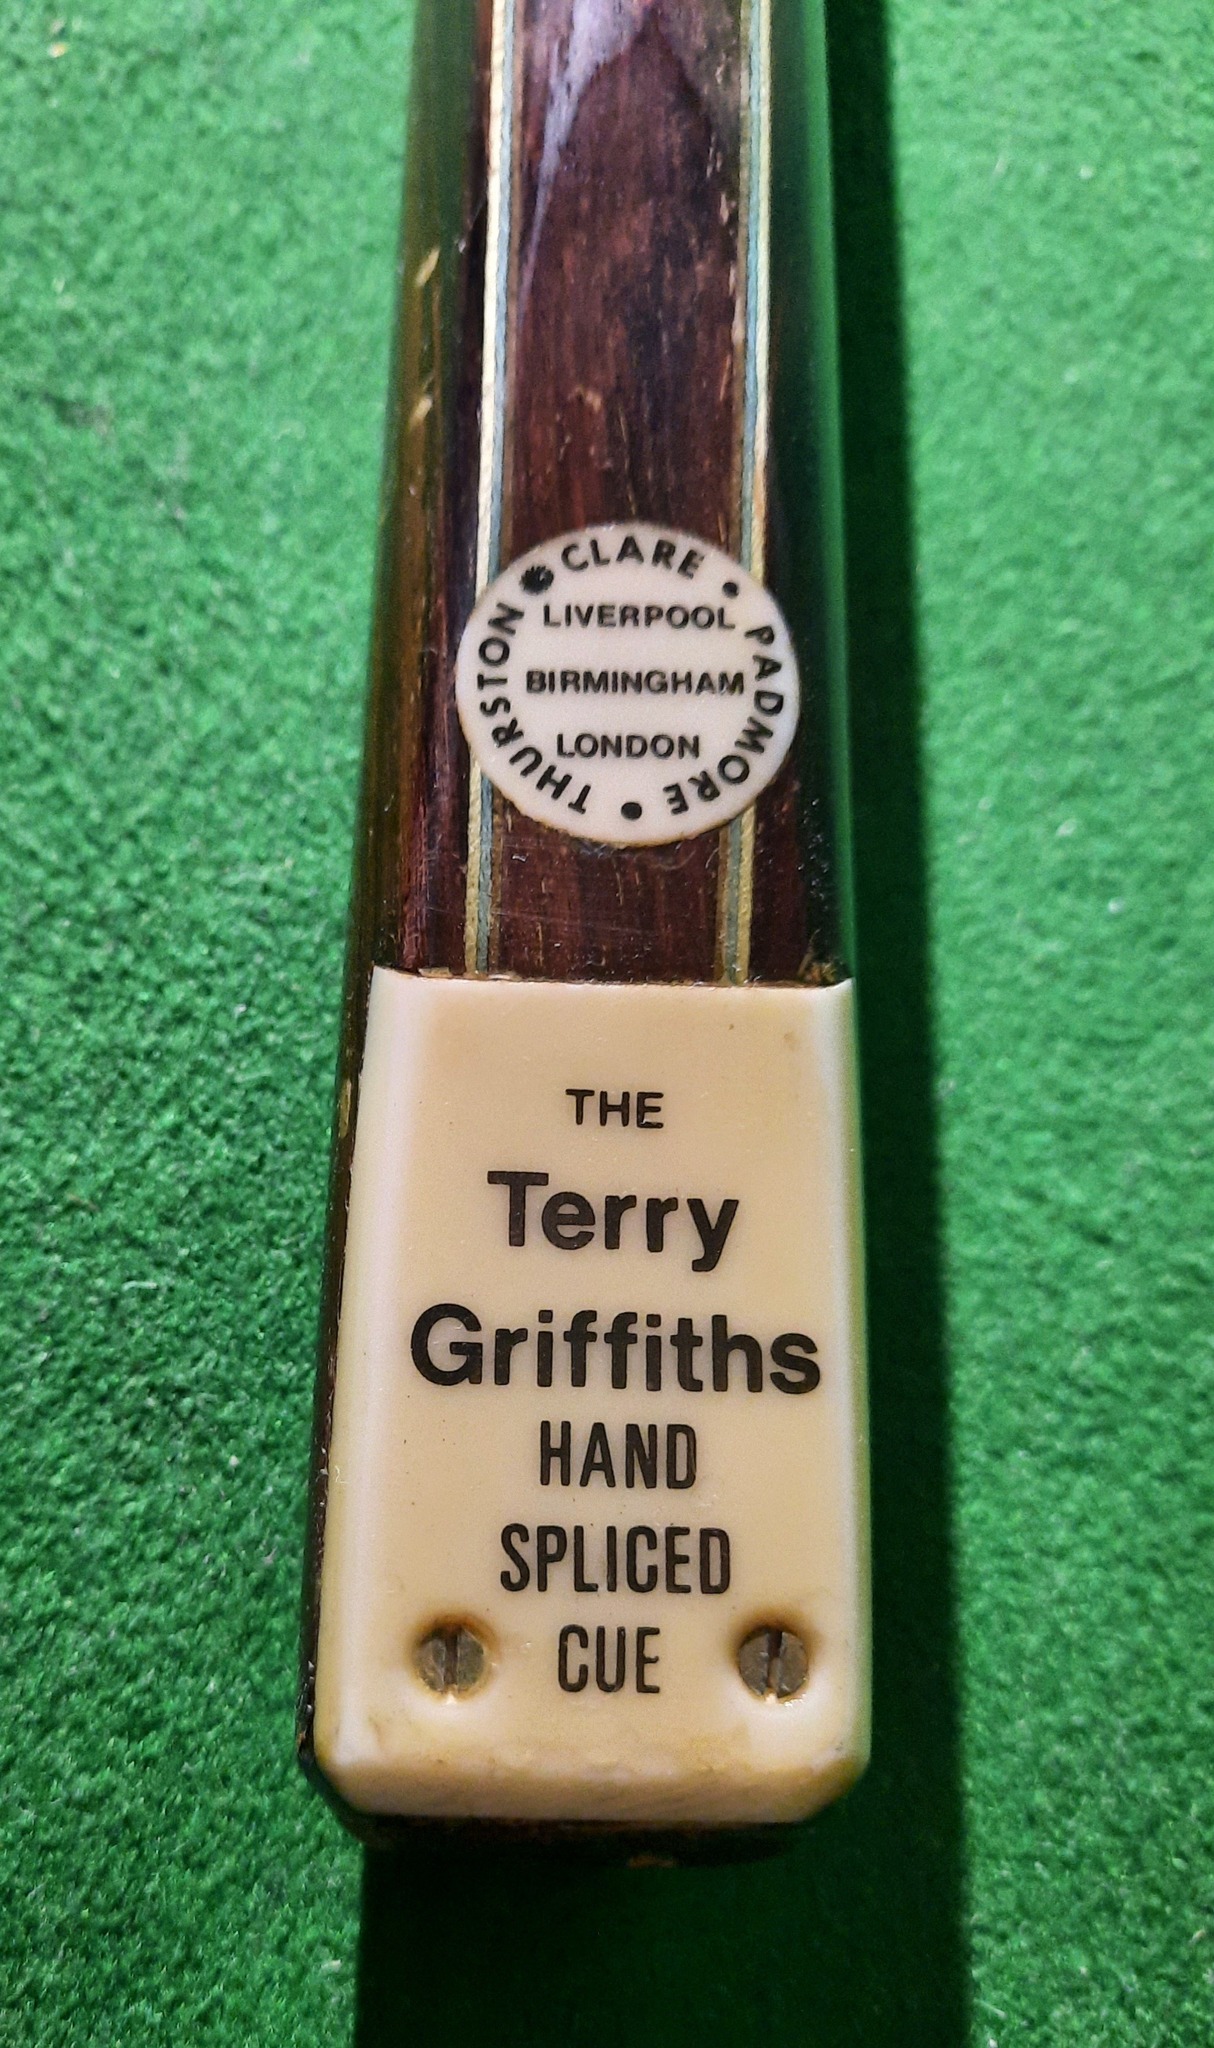 CLARE • PADMORE • THURSTON •
LIVERPOOL
BIRMINGHAM
LONDON
THE
Terry
Griffiths
HAND
SPLICED
CUE